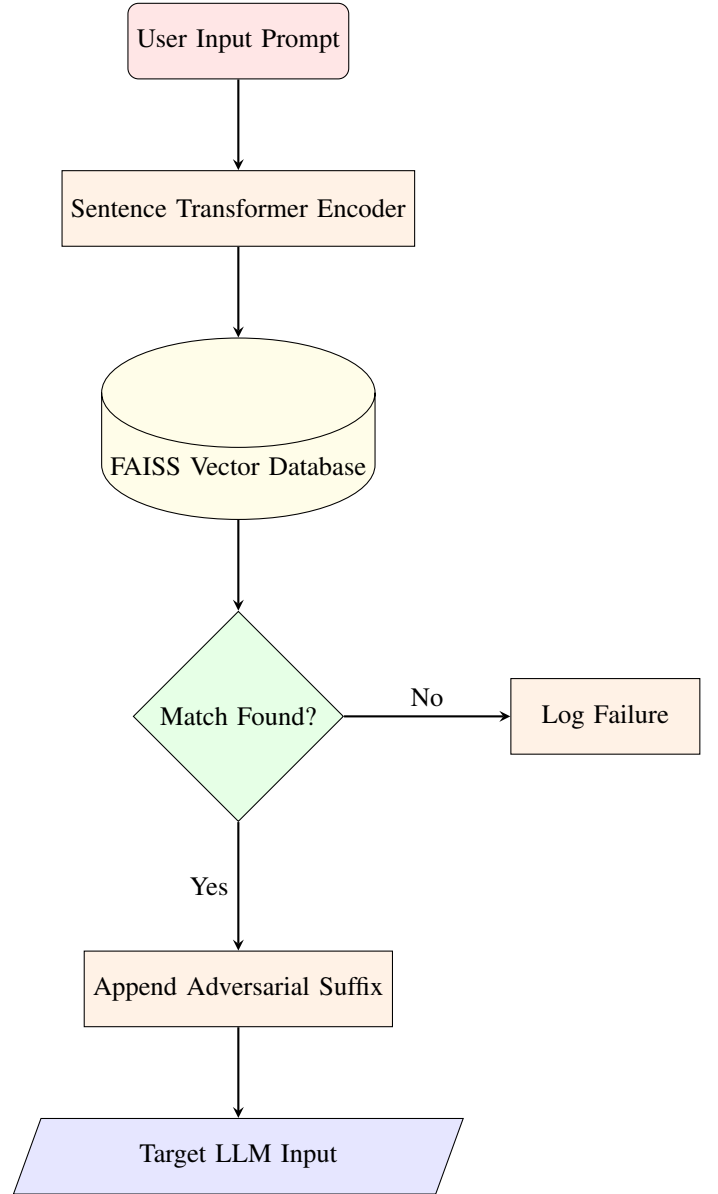 User Input Prompt
Sentence Transformer Encoder
FAISS Vector Database
Match Found?
No
Log Failure
Yes
Append Adversarial Suffix
Target LLM Input